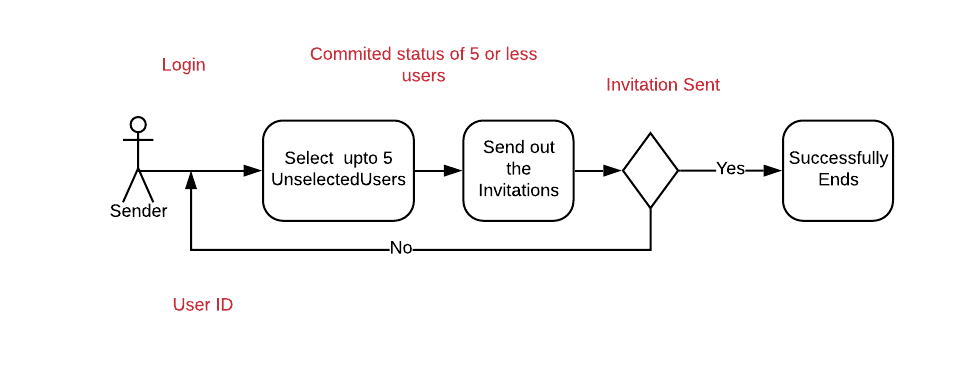 Login
Commited status of 5 or less
users
Invitation Sent
Sender
Select upto 5
UnselectedUsers
Send out
the
Invitations
Yes
Successfully
Ends
No
User ID